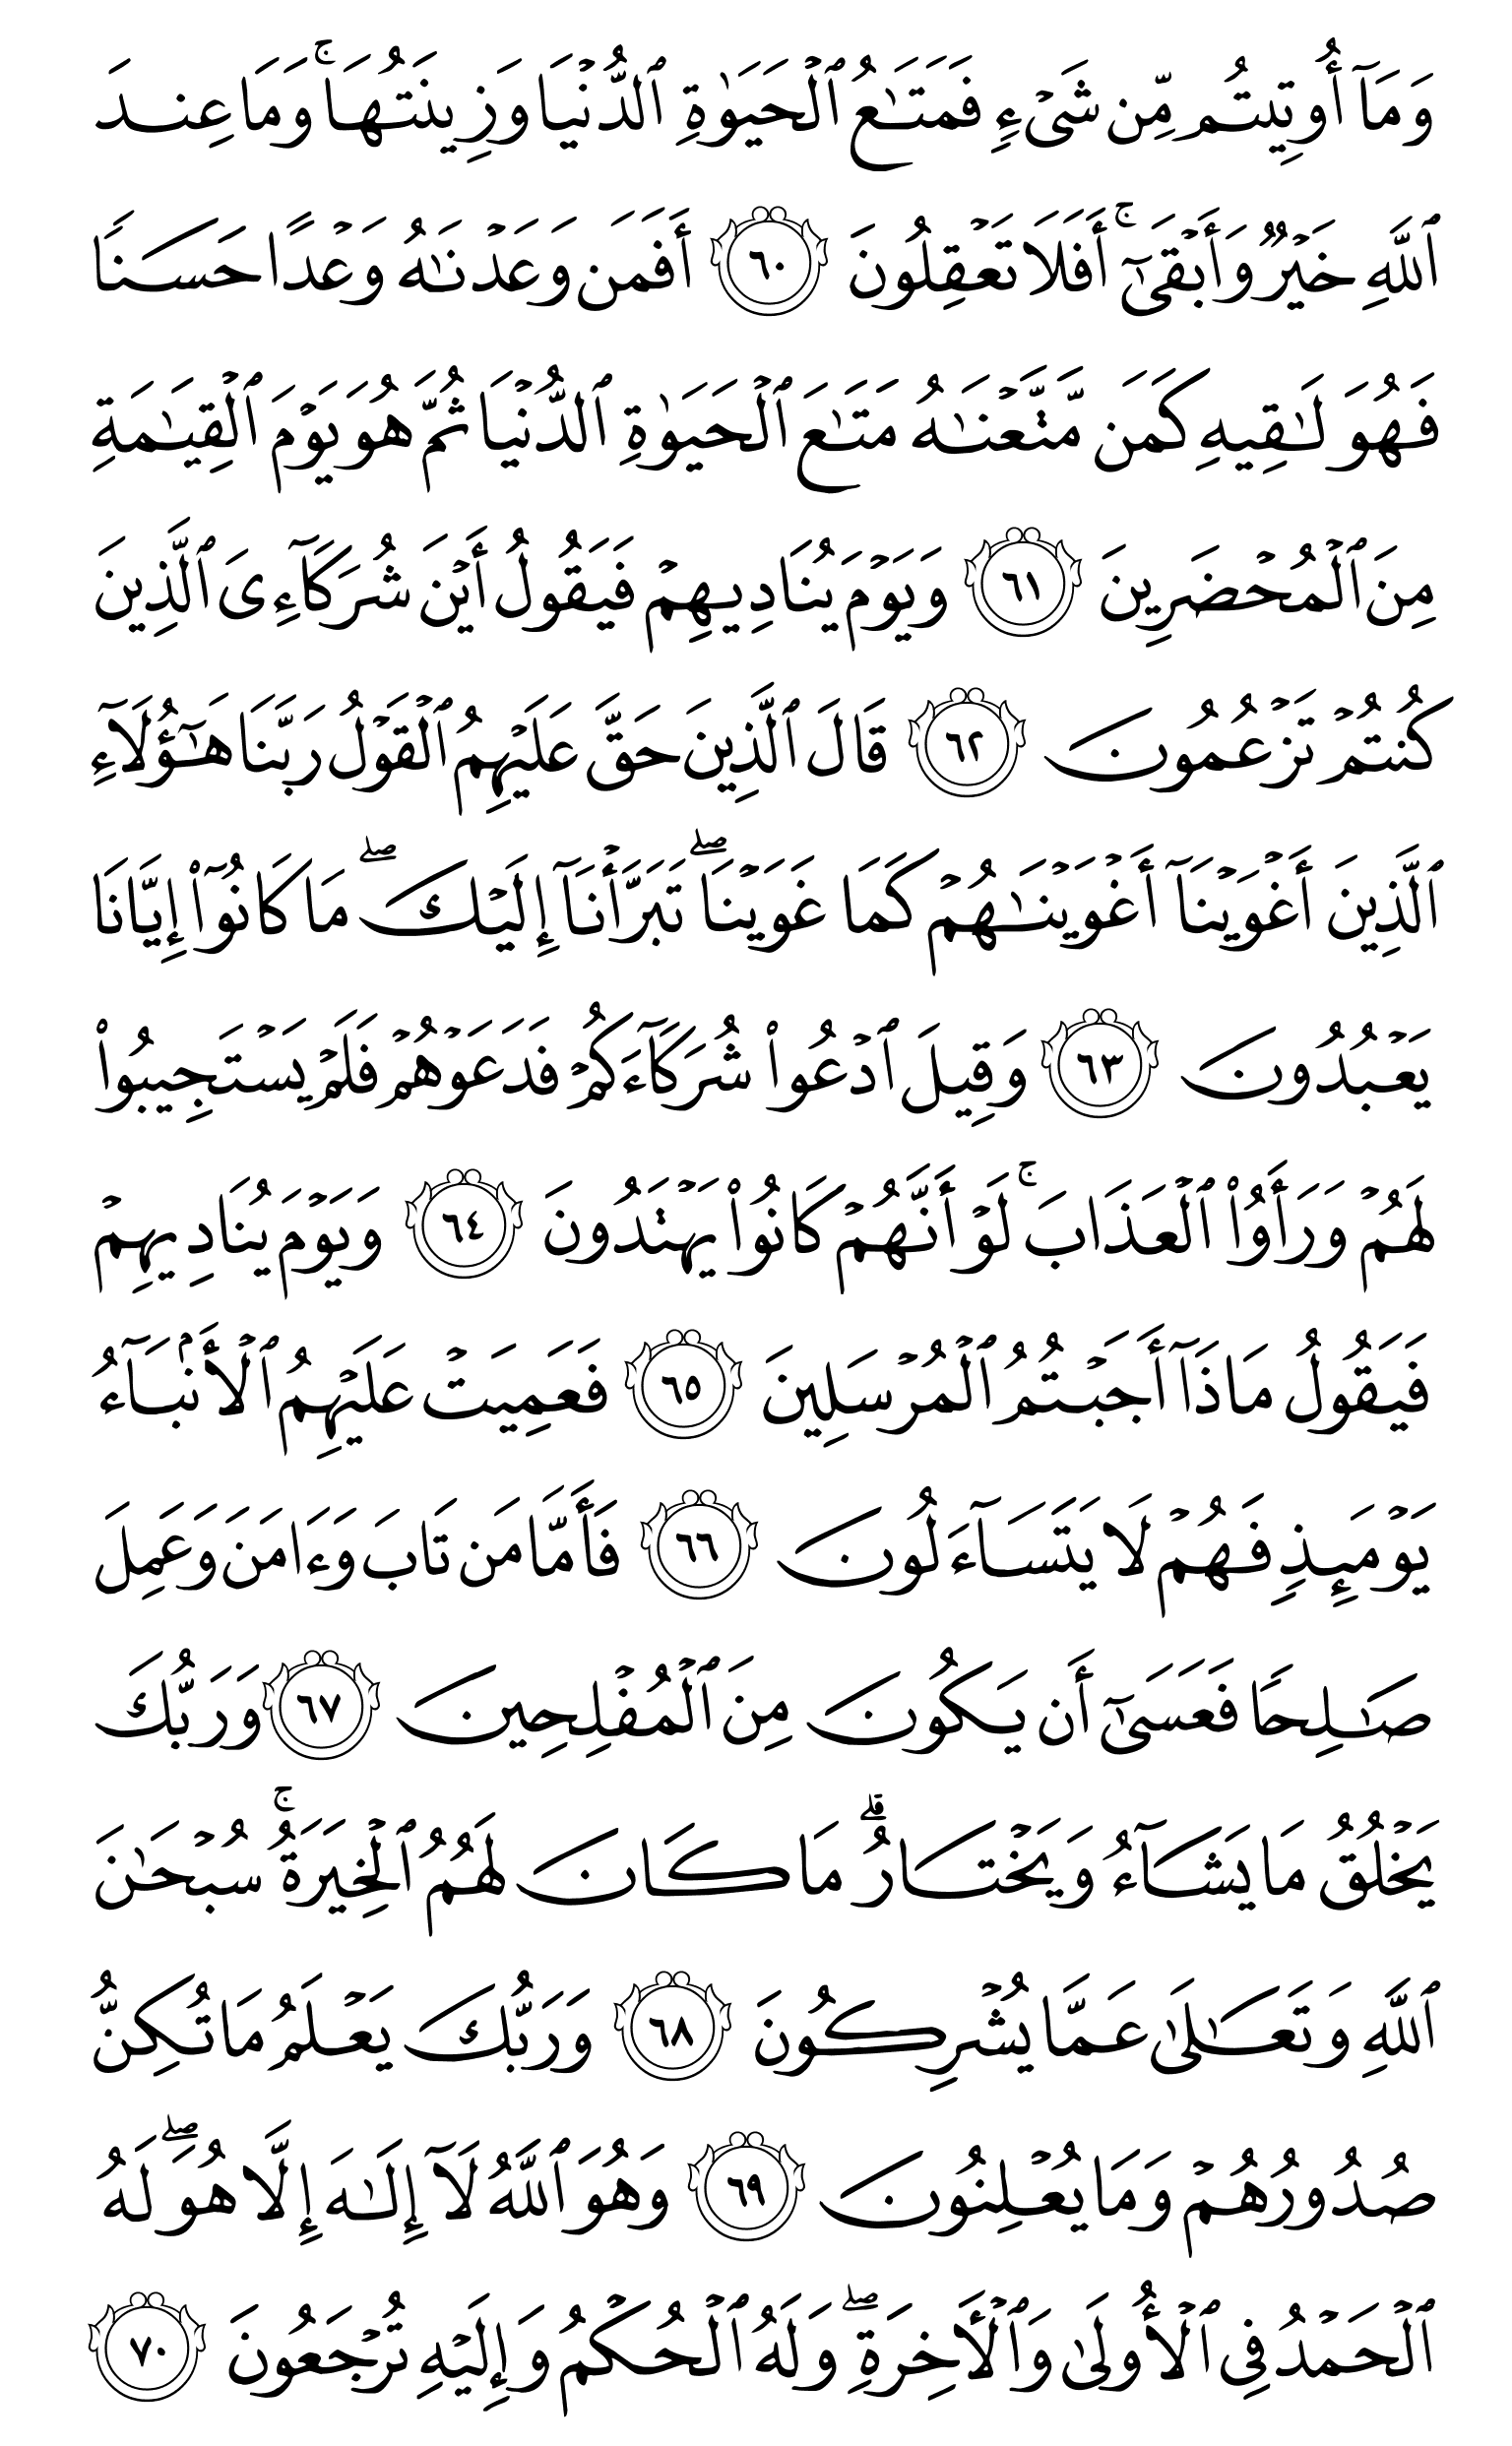 وَمَآ أُوتِيتُم مِّن شَىْءٍ فَمَتَـٰعُ ٱلْحَيَوٰةِ ٱلدُّنْيَا وَزِينَتُهَا ۚ وَمَا عِندَ
ٱللَّهِ خَيْرٌ وَأَبْقَىٰٓ ۚ أَفَلَا تَعْقِلُونَ ٦٠ أَفَمَن وَعَدْنَـٰهُ وَعْدًا حَسَنًا
فَهُوَ لَـٰقِيهِ كَمَن مَّتَّعْنَـٰهُ مَتَـٰعَ ٱلْحَيَوٰةِ ٱلدُّنْيَا ثُمَّ هُوَ يَوْمَ ٱلْقِيَـٰمَةِ
مِنَ ٱلْمُحْضَرِينَ ٦١ وَيَوْمَ يُنَادِيهِمْ فَيَقُولُ أَيْنَ شُرَكَآءِىَ ٱلَّذِينَ
كُنتُمْ تَزْعُمُونَ ٦٢ قَالَ ٱلَّذِينَ حَقَّ عَلَيْهِمُ ٱلْقَوْلُ رَبَّنَا هَـٰٓؤُلَآءِ
ٱلَّذِينَ أَغْوَيْنَآ أَغْوَيْنَـٰهُمْ كَمَا غَوَيْنَا ۖ تَبَرَّأْنَآ إِلَيْكَ ۖ مَا كَانُوٓا۟ إِيَّانَا
يَعْبُدُونَ ٦٣ وَقِيلَ ٱدْعُوا۟ شُرَكَآءَكُمْ فَدَعَوْهُمْ فَلَمْ يَسْتَجِيبُوا۟
لَهُمْ وَرَأَوُا۟ ٱلْعَذَابَ ۚ لَوْ أَنَّهُمْ كَانُوا۟ يَهْتَدُونَ ٦٤ وَيَوْمَ يُنَادِيهِمْ
فَيَقُولُ مَاذَآ أَجَبْتُمُ ٱلْمُرْسَلِينَ ٦٥ فَعَمِيَتْ عَلَيْهِمُ ٱلْأَنۢبَآءُ
يَوْمَئِذٍ فَهُمْ لَا يَتَسَآءَلُونَ ٦٦ فَأَمَّا مَن تَابَ وَءَامَنَ وَعَمِلَ
صَـٰلِحًا فَعَسَىٰٓ أَن يَكُونَ مِنَ ٱلْمُفْلِحِينَ ٦٧ وَرَبُّكَ
يَخْلُقُ مَا يَشَآءُ وَيَخْتَارُ ۗ مَا كَانَ لَهُمُ ٱلْخِيَرَةُ ۚ سُبْحَـٰنَ
ٱللَّهِ وَتَعَـٰلَىٰ عَمَّا يُشْرِكُونَ ٦٨ وَرَبُّكَ يَعْلَمُ مَا تُكِنُّ
صُدُورُهُمْ وَمَا يُعْلِنُونَ ٦٩ وَهُوَ ٱللَّهُ لَآ إِلَـٰهَ إِلَّا هُوَ ۖ لَهُ
ٱلْحَمْدُ فِى ٱلْأُولَىٰ وَٱلْـَٔاخِرَةِ ۖ وَلَهُ ٱلْحُكْمُ وَإِلَيْهِ تُرْجَعُونَ ٧٠